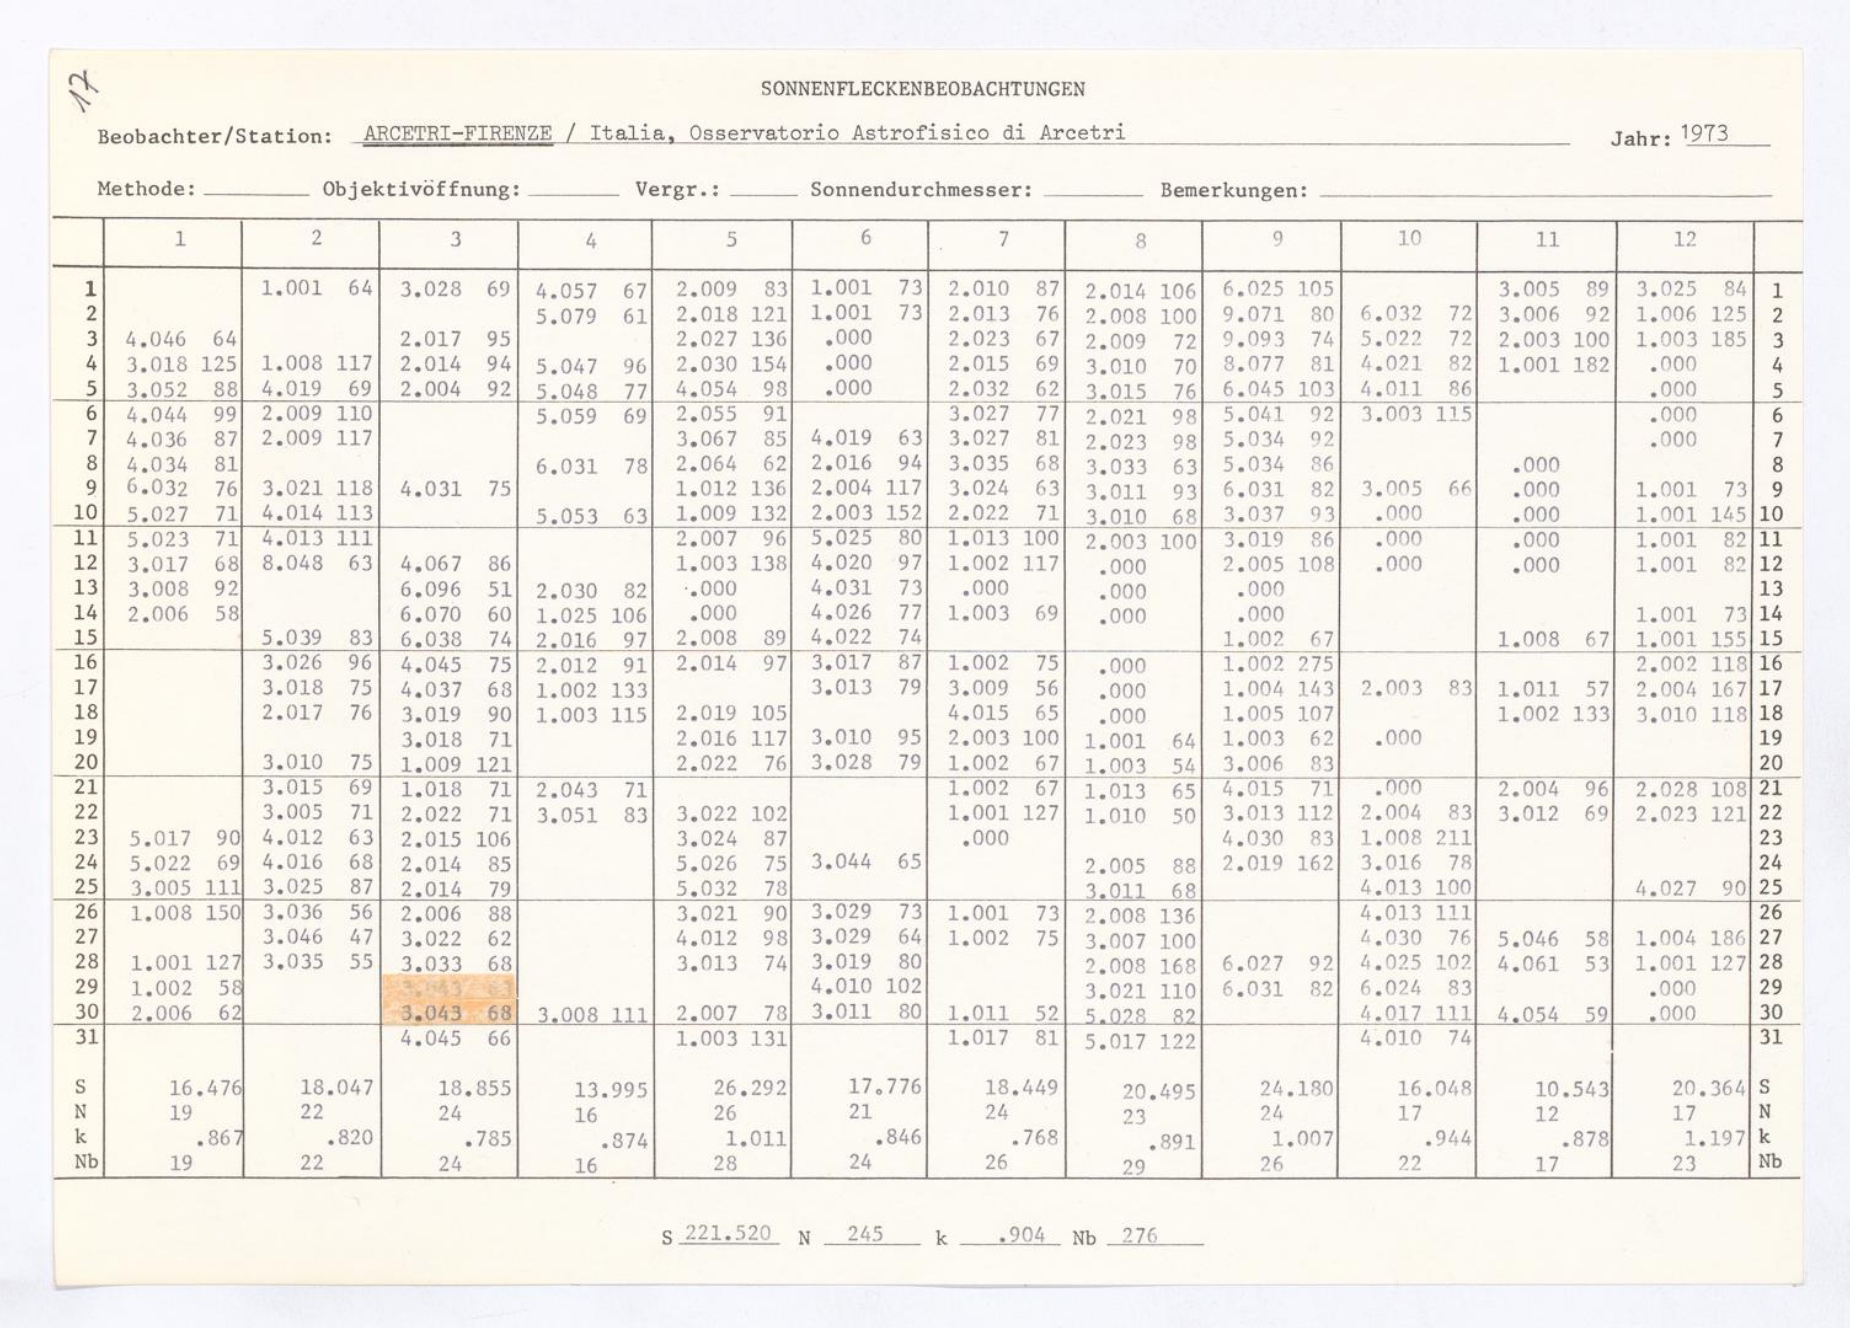 17
SONNENFLECKENBEOBACHTUNGEN
Beobachter/Station: ARCETRI-FIRENZE / Italia, Osservatorio Astrofisico di Arcetri Jahr: 1973
Methode: Objektivöffnung: Vergr.: Sonnendurchmesser: Bemerkungen:
1 2 3 4 5 6 7 8 9 10 11 12
1 1.001 64 3.028 69 4.057 67 2.009 83 1.001 73 2.010 87 2.014 106 6.025 105 3.005 89 3.025 84 1
2 5.079 61 2.018 121 1.001 73 2.013 76 2.008 100 9.071 80 6.032 72 3.006 92 1.006 125 2
3 4.046 64 2.017 95 2.027 136 .000 2.023 67 2.009 72 9.093 74 5.022 72 2.003 100 1.003 185 3
4 3.018 125 1.008 117 2.014 94 5.047 96 2.030 154 .000 2.015 69 3.010 70 8.077 81 4.021 82 1.001 182 .000 4
5 3.052 88 4.019 69 2.004 92 5.048 77 4.054 98 .000 2.032 62 3.015 76 6.045 103 4.011 86 .000 5
6 4.044 99 2.009 110 5.059 69 2.055 91 3.027 77 2.021 98 5.041 92 3.003 115 .000 6
7 4.036 87 2.009 117 3.067 85 4.019 63 3.027 81 2.023 98 5.034 92 .000 7
8 4.034 81 6.031 78 2.064 62 2.016 94 3.035 68 3.033 63 5.034 86 .000 8
9 6.032 76 3.021 118 4.031 75 1.012 136 2.004 117 3.024 63 3.011 93 6.031 82 3.005 66 .000 1.001 73 9
10 5.027 71 4.014 113 5.053 63 1.009 132 2.003 152 2.022 71 3.010 68 3.037 93 .000 .000 1.001 145 10
11 5.023 71 4.013 111 2.007 96 5.025 80 1.013 100 2.003 100 3.019 86 .000 .000 1.001 82 11
12 3.017 68 8.048 63 4.067 86 1.003 138 4.020 97 1.002 117 .000 2.005 108 .000 .000 1.001 82 12
13 3.008 92 6.096 51 2.030 82 .000 4.031 73 .000 .000 .000 13
14 2.006 58 6.070 60 1.025 106 .000 4.026 77 1.003 69 .000 .000 1.001 73 14
15 5.039 83 6.038 74 2.016 97 2.008 89 4.022 74 1.002 67 1.008 67 1.001 155 15
16 3.026 96 4.045 75 2.012 91 2.014 97 3.017 87 1.002 75 .000 1.002 275 2.002 118 16
17 3.018 75 4.037 68 1.002 133 3.013 79 3.009 56 .000 1.004 143 2.003 83 1.011 57 2.004 167 17
18 2.017 76 3.019 90 1.003 115 2.019 105 4.015 65 .000 1.005 107 1.002 133 3.010 118 18
19 3.018 71 2.016 117 3.010 95 2.003 100 1.001 64 1.003 62 .000 19
20 3.010 75 1.009 121 2.022 76 3.028 79 1.002 67 1.003 54 3.006 83 20
21 3.015 69 1.018 71 2.043 71 1.002 67 1.013 65 4.015 71 .000 2.004 96 2.028 108 21
22 3.005 71 2.022 71 3.051 83 3.022 102 1.001 127 1.010 50 3.013 112 2.004 83 3.012 69 2.023 121 22
23 5.017 90 4.012 63 2.015 106 3.024 87 .000 4.030 83 1.008 211 23
24 5.022 69 4.016 68 2.014 85 5.026 75 3.044 65 2.005 88 2.019 162 3.016 78 24
25 3.005 111 3.025 87 2.014 79 5.032 78 3.011 68 4.013 100 4.027 90 25
26 1.008 150 3.036 56 2.006 88 3.021 90 3.029 73 1.001 73 2.008 136 4.013 111 26
27 3.046 47 3.022 62 4.012 98 3.029 64 1.002 75 3.007 100 4.030 76 5.046 58 1.004 186 27
28 1.001 127 3.035 55 3.033 68 3.013 74 3.019 80 2.008 168 6.027 92 4.025 102 4.061 53 1.001 127 28
29 1.002 58 4.010 102 3.021 110 6.031 82 6.024 83 .000 29
30 2.006 62 3.043 68 3.008 111 2.007 78 3.011 80 1.011 52 5.028 82 4.017 111 4.054 59 .000 30
31 4.045 66 1.003 131 1.017 81 5.017 122 4.010 74 31
S 16.476 18.047 18.855 13.995 26.292 17.776 18.449 20.495 24.180 16.048 10.543 20.364 S
N 19 22 24 16 26 21 24 23 24 17 12 17 N
k .867 .820 .785 .874 1.011 .846 .768 .891 1.007 .944 .878 1.197 k
Nb 19 22 24 16 28 24 26 29 26 22 17 23 Nb
S 221.520 N 245 k .904 Nb 276